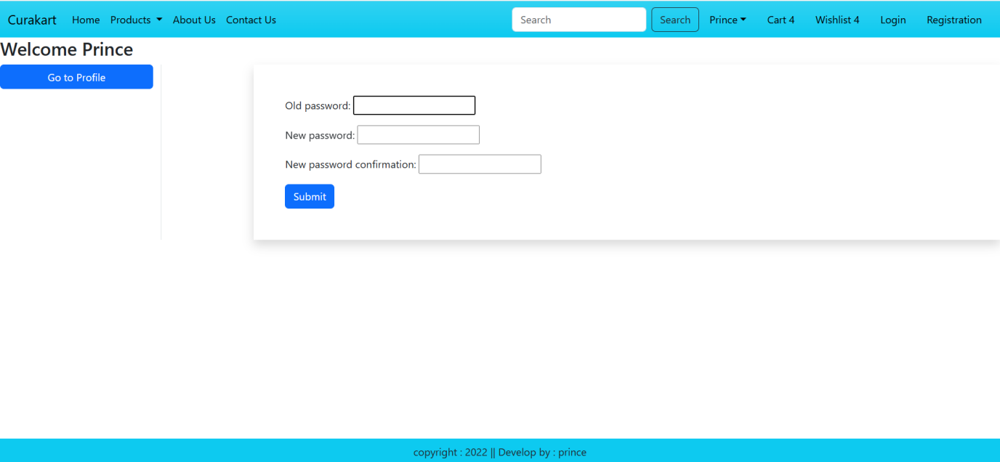 Curakart Home Products About Us Contact Us Search Search Prince Cart 4 Wishlist 4 Login Registration
Welcome Prince
Go to Profile
Old password:
New password:
New password confirmation:
Submit
copyright : 2022 || Develop by : prince